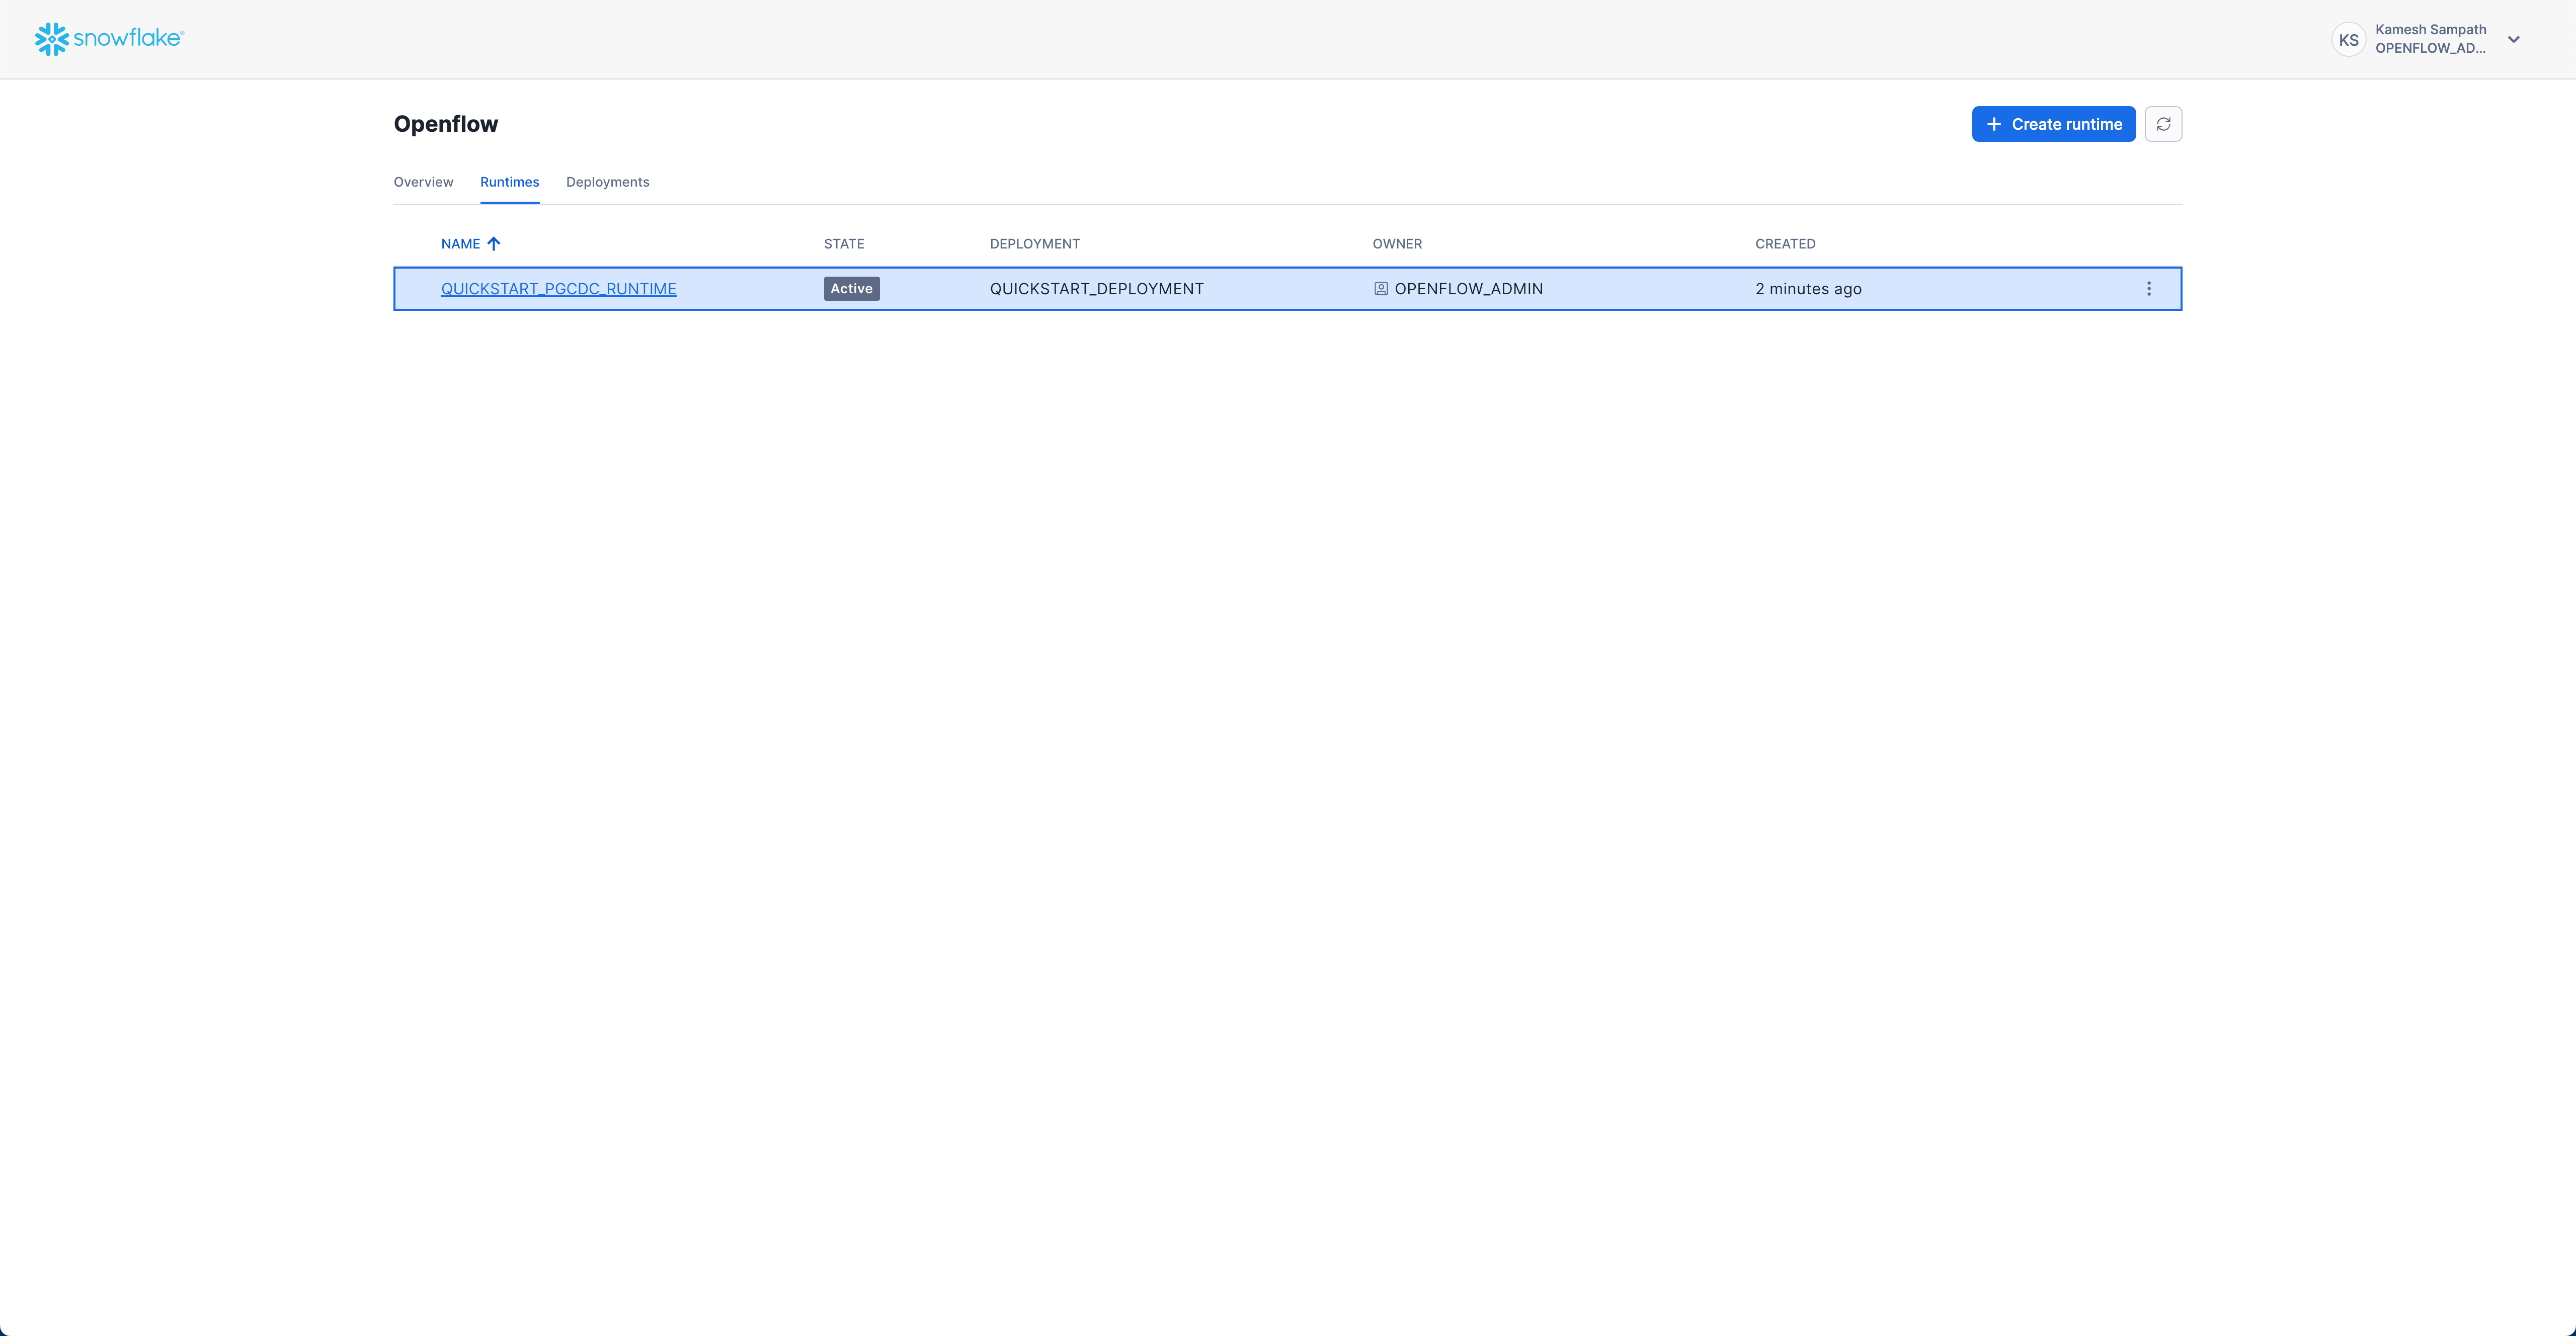 snowflake®
KS
Kamesh Sampath
OPENFLOW_AD...
Openflow
Create runtime
Overview Runtimes Deployments
NAME STATE DEPLOYMENT OWNER CREATED
QUICKSTART_PGCDC_RUNTIME Active QUICKSTART_DEPLOYMENT OPENFLOW_ADMIN 2 minutes ago